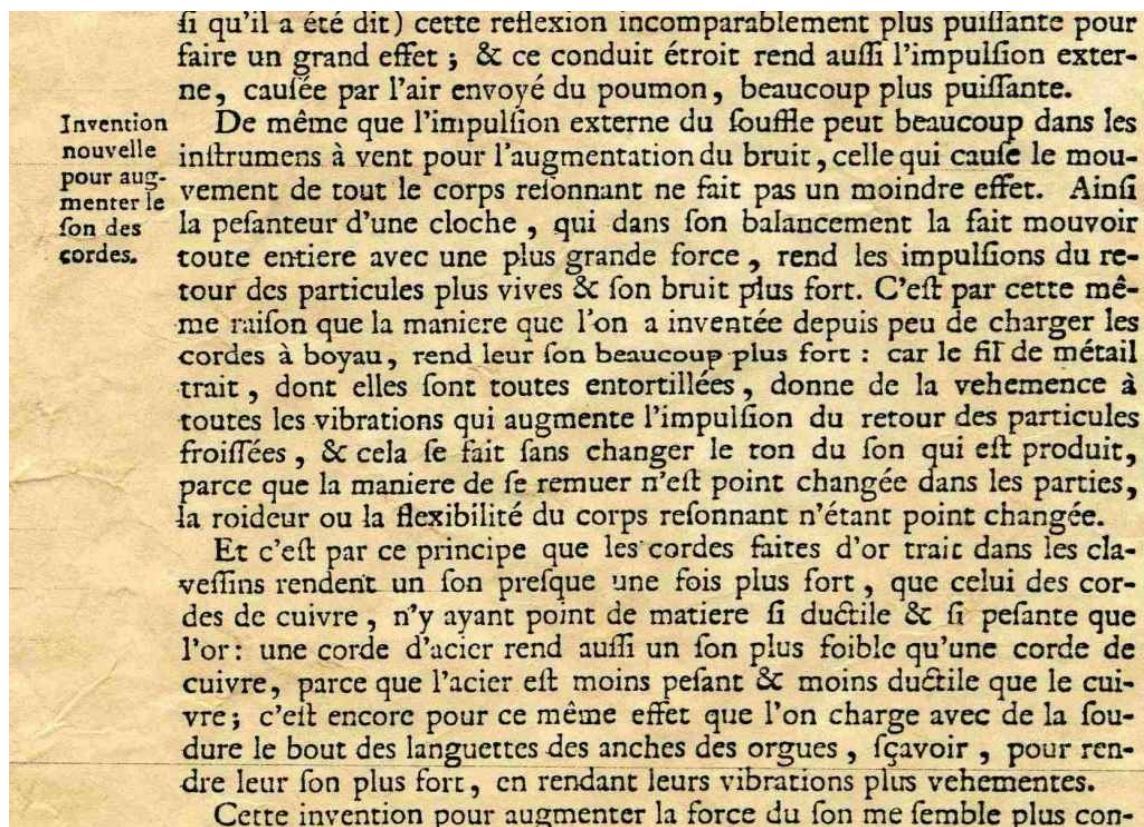 ſi qu'il a été dit) cette reflexion incomparablement plus puiſſante pour
faire un grand effet ; & ce conduit étroit rend auſſi l'impulſion exter-
ne, cauſée par l'air envoyé du poumon, beaucoup plus puiſſante.
Invention
nouvelle
pour aug-
menter le
ſon des
cordes.
De même que l'impulſion externe du ſouffle peut beaucoup dans les
inſtrumens à vent pour l'augmentation du bruit, celle qui cauſe le mou-
vement de tout le corps reſonnant ne fait pas un moindre effet. Ainſi
la peſanteur d'une cloche, qui dans ſon balancement la fait mouvoir
toute entiere avec une plus grande force, rend les impulſions du re-
tour des particules plus vives & ſon bruit plus fort. C'eſt par cette mê-
me raiſon que la maniere que l'on a inventée depuis peu de charger les
cordes à boyau, rend leur ſon beaucoup plus fort : car le fil de métail
trait, dont elles ſont toutes entortillées, donne de la vehemence à
toutes les vibrations qui augmente l'impulſion du retour des particules
froiſſées, & cela ſe fait ſans changer le ton du ſon qui eſt produit,
parce que la maniere de ſe remuer n'eſt point changée dans les parties,
la roideur ou la flexibilité du corps reſonnant n'étant point changée.
Et c'eſt par ce principe que les cordes faites d'or trait dans les cla-
veſſins rendent un ſon preſque une fois plus fort, que celui des cor-
des de cuivre, n'y ayant point de matiere ſi ductile & ſi peſante que
l'or: une corde d'acier rend auſſi un ſon plus foible qu'une corde de
cuivre, parce que l'acier eſt moins peſant & moins ductile que le cui-
vre; c'eſt encore pour ce même effet que l'on charge avec de la ſou-
dure le bout des languettes des anches des orgues, ſçavoir, pour ren-
dre leur ſon plus fort, en rendant leurs vibrations plus vehementes.
Cette invention pour augmenter la force du ſon me ſemble plus con-